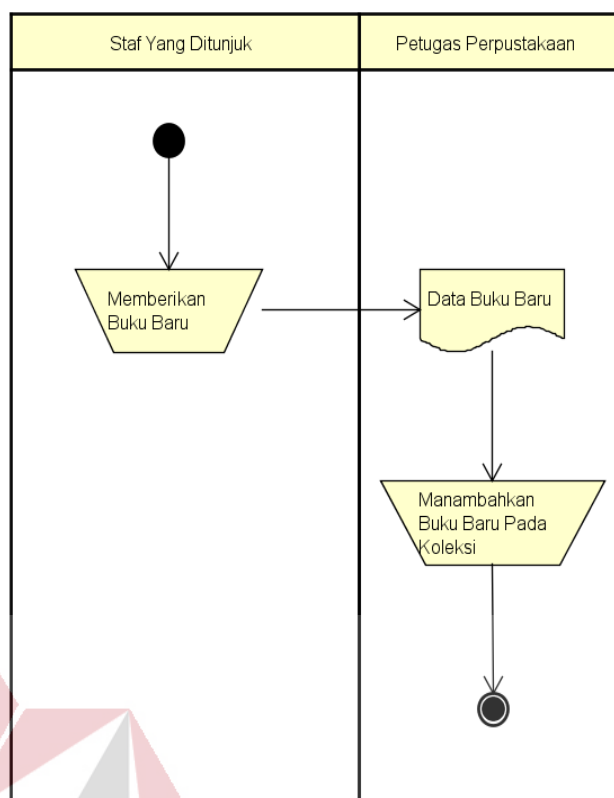 Staf Yang Ditunjuk
Petugas Perpustakaan
Memberikan
Buku Baru
Data Buku Baru
Manambahkan
Buku Baru Pada
Koleksi